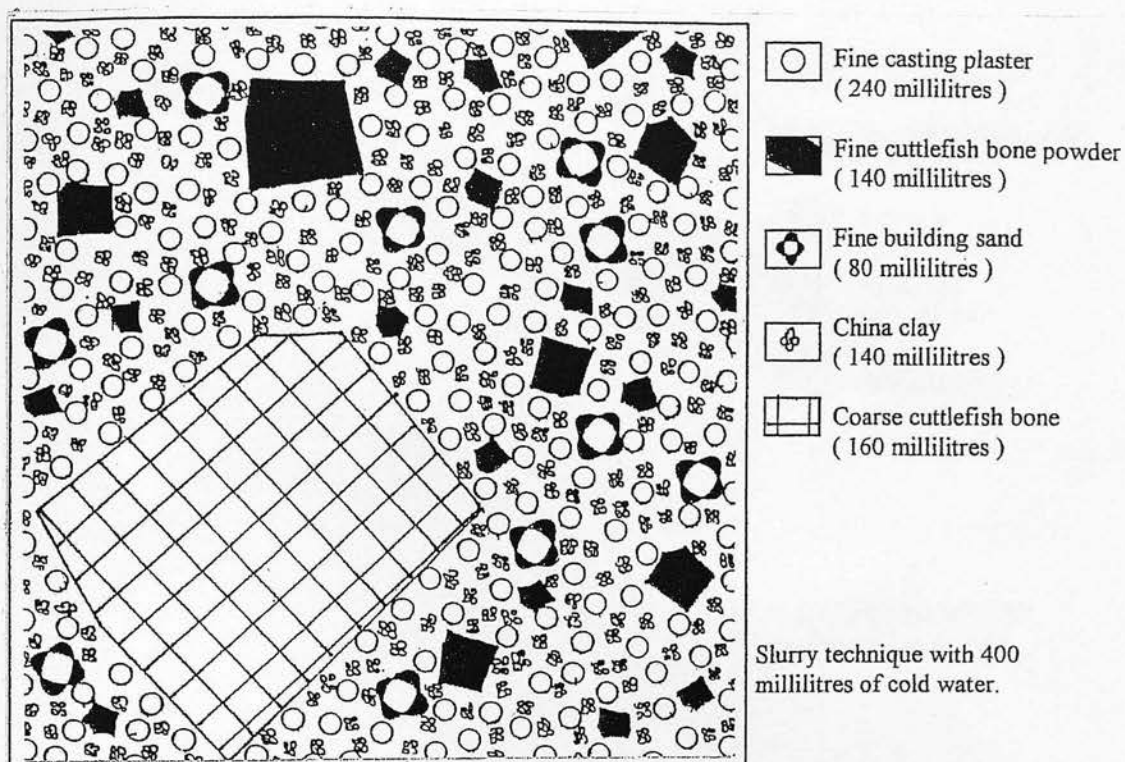 Fine casting plaster
( 240 millilitres )
Fine cuttlefish bone powder
( 140 millilitres )
Fine building sand
( 80 millilitres )
China clay
( 140 millilitres )
Coarse cuttlefish bone
( 160 millilitres )
Slurry technique with 400
millilitres of cold water.